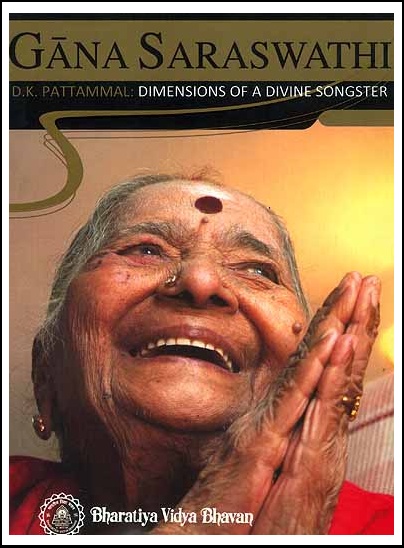 GĀNA SARASWATHI
D.K. PATTAMMAL: DIMENSIONS OF A DIVINE SONGSTER
Bharatiya Vidya Bhavan